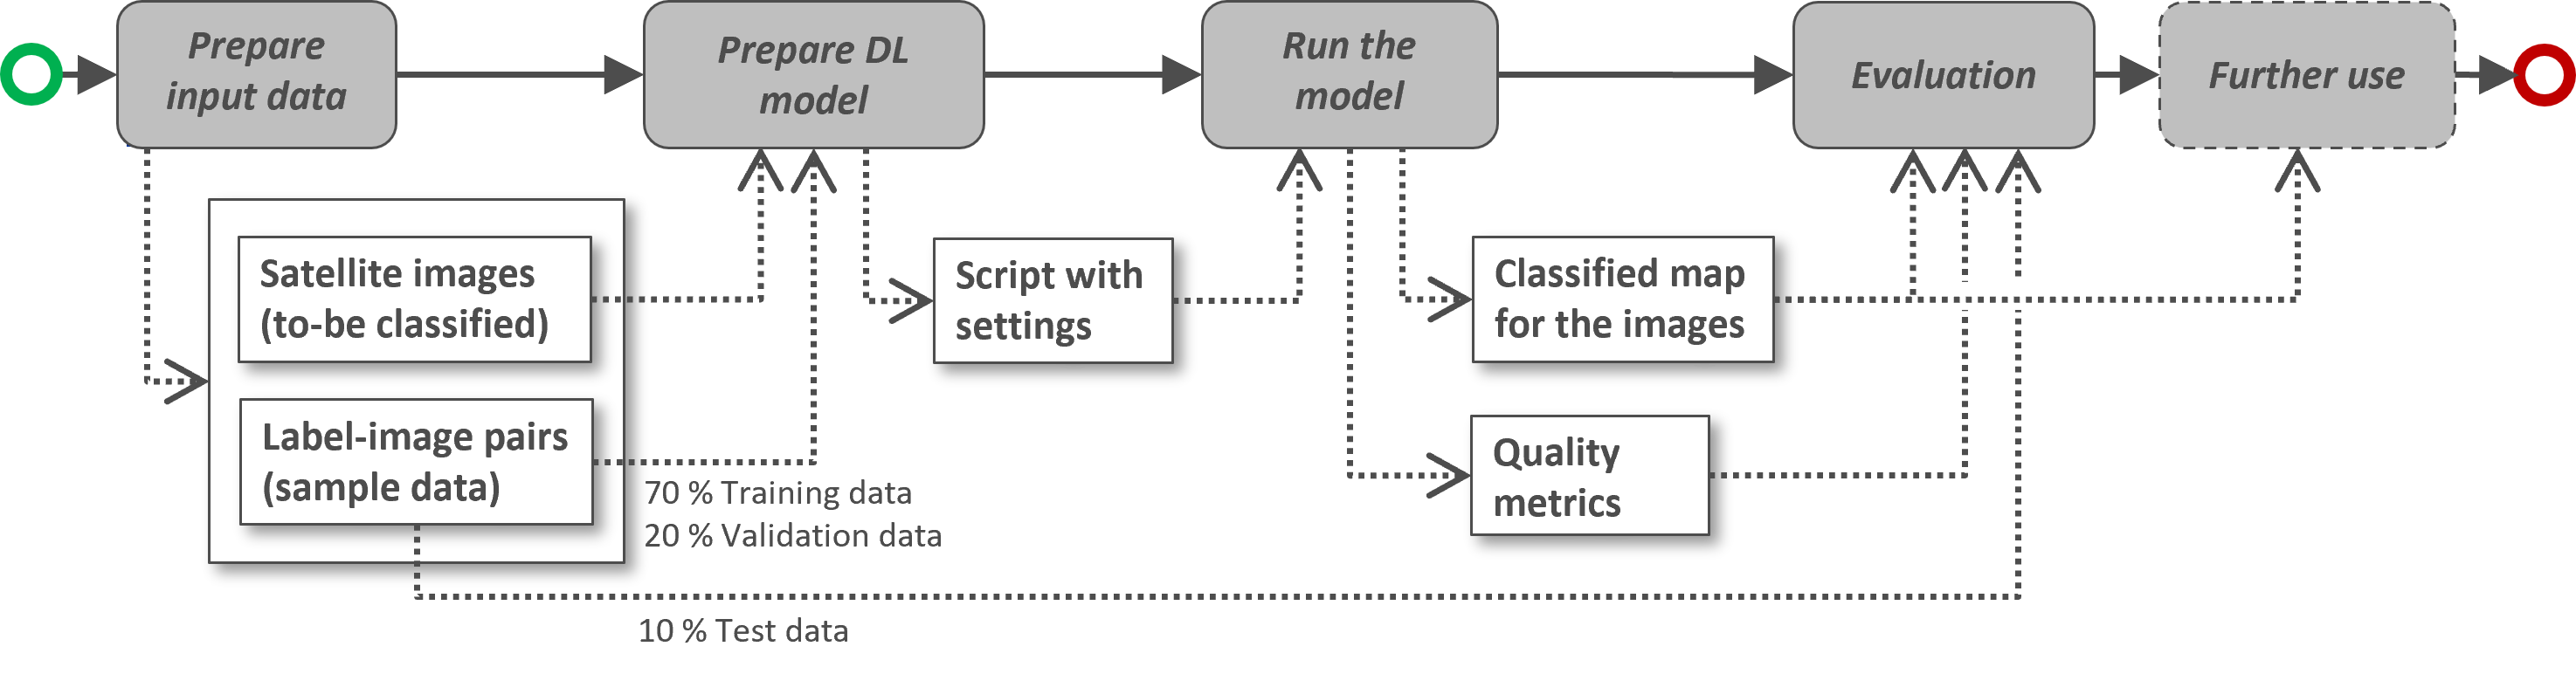 Prepare
input data
Prepare DL
model
Run the
model
Evaluation
Further use
Satellite images
(to-be classified)
Label-image pairs
(sample data)
70 % Training data
20 % Validation data
10 % Test data
Script with
settings
Classified map
for the images
Quality
metrics